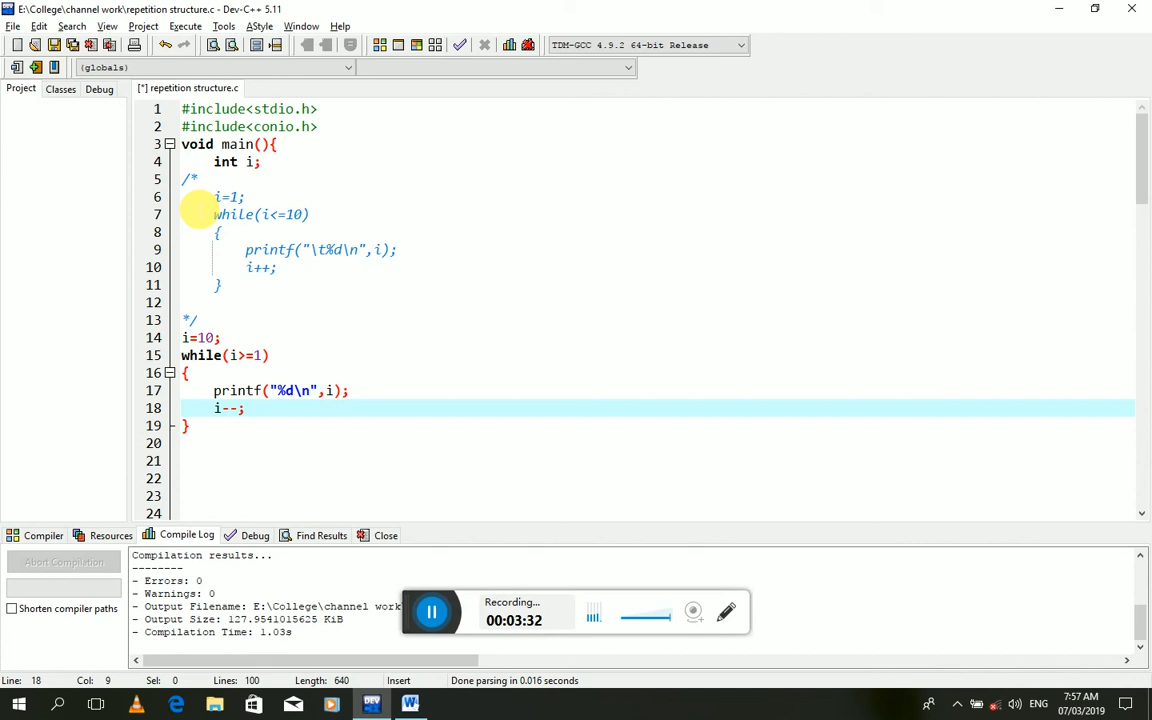 E:\College\channel work\repetition structure.c - Dev-C++ 5.11
File Edit Search View Project Execute Tools AStyle Window Help
TDM-GCC 4.9.2 64-bit Release
(globals)
Project Classes Debug [*] repetition structure.c
1 #include<stdio.h>
2 #include<conio.h>
3 void main(){
4 int i;
5 /*
6 i=1;
7 while(i<=10)
8 {
9 printf("\t%d\n",i);
10 i++;
11 }
12
13 */
14 i=10;
15 while(i>=1)
16 {
17 printf("%d\n",i);
18 i--;
19 }
20
21
22
23
24
Compiler Resources Compile Log Debug Find Results Close
Abort Compilation
Shorten compiler paths
Compilation results...
--------
- Errors: 0
- Warnings: 0
- Output Filename: E:\College\channel work
- Output Size: 127.9541015625 KiB
- Compilation Time: 1.03s
Recording...
00:03:32
Line: 18 Col: 9 Sel: 0 Lines: 100 Length: 640 Insert Done parsing in 0.016 seconds
ENG
7:57 AM
07/03/2019